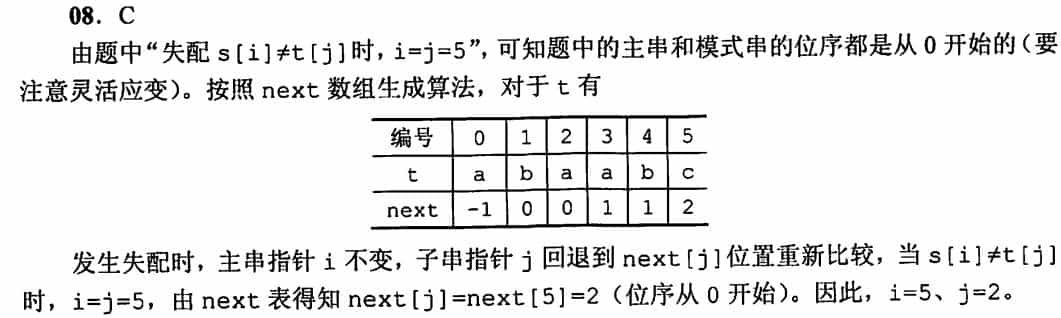 08. C
由题中“失配 s[i]≠t[j]时,i=j=5”,可知题中的主串和模式串的位序都是从 0 开始的(要
注意灵活应变)。按照 next 数组生成算法,对于 t 有
编号 0 1 2 3 4 5
t a b a a b c
next -1 0 0 1 1 2
发生失配时,主串指针 i 不变,子串指针 j 回退到 next[j]位置重新比较,当 s[i]≠t[j]
时,i=j=5,由 next 表得知 next[j]=next[5]=2(位序从 0 开始)。因此,i=5、j=2。